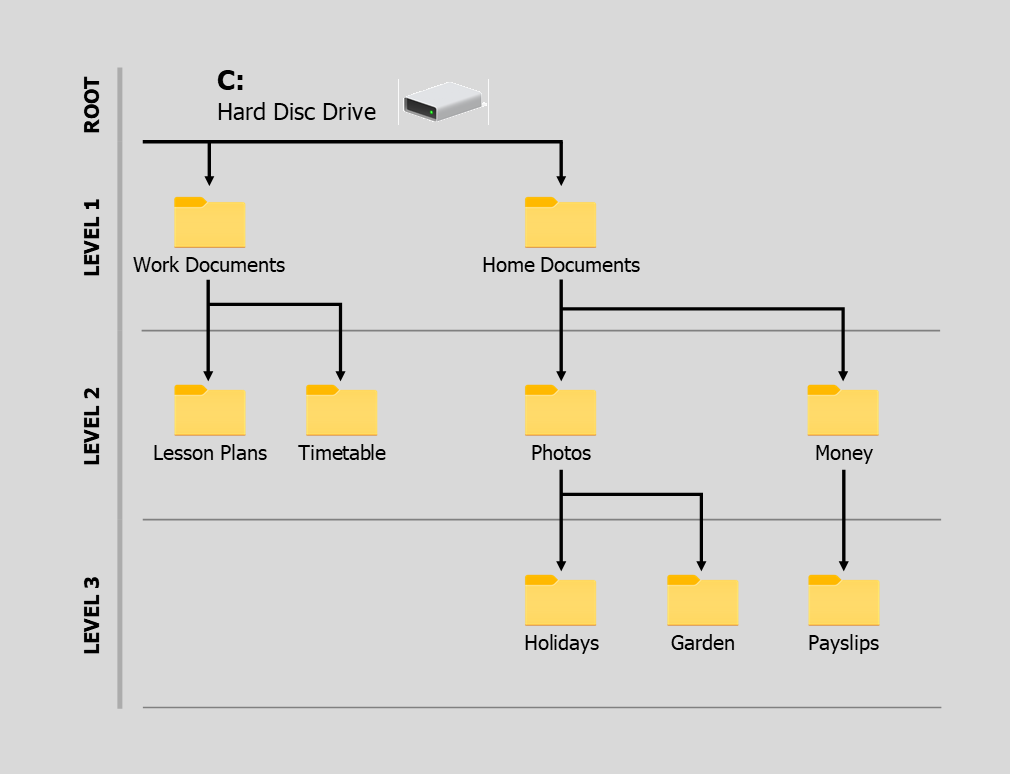 ROOT
C:
Hard Disc Drive
LEVEL 1
Work Documents
Home Documents
LEVEL 2
Lesson Plans
Timetable
Photos
Money
LEVEL 3
Holidays
Garden
Payslips